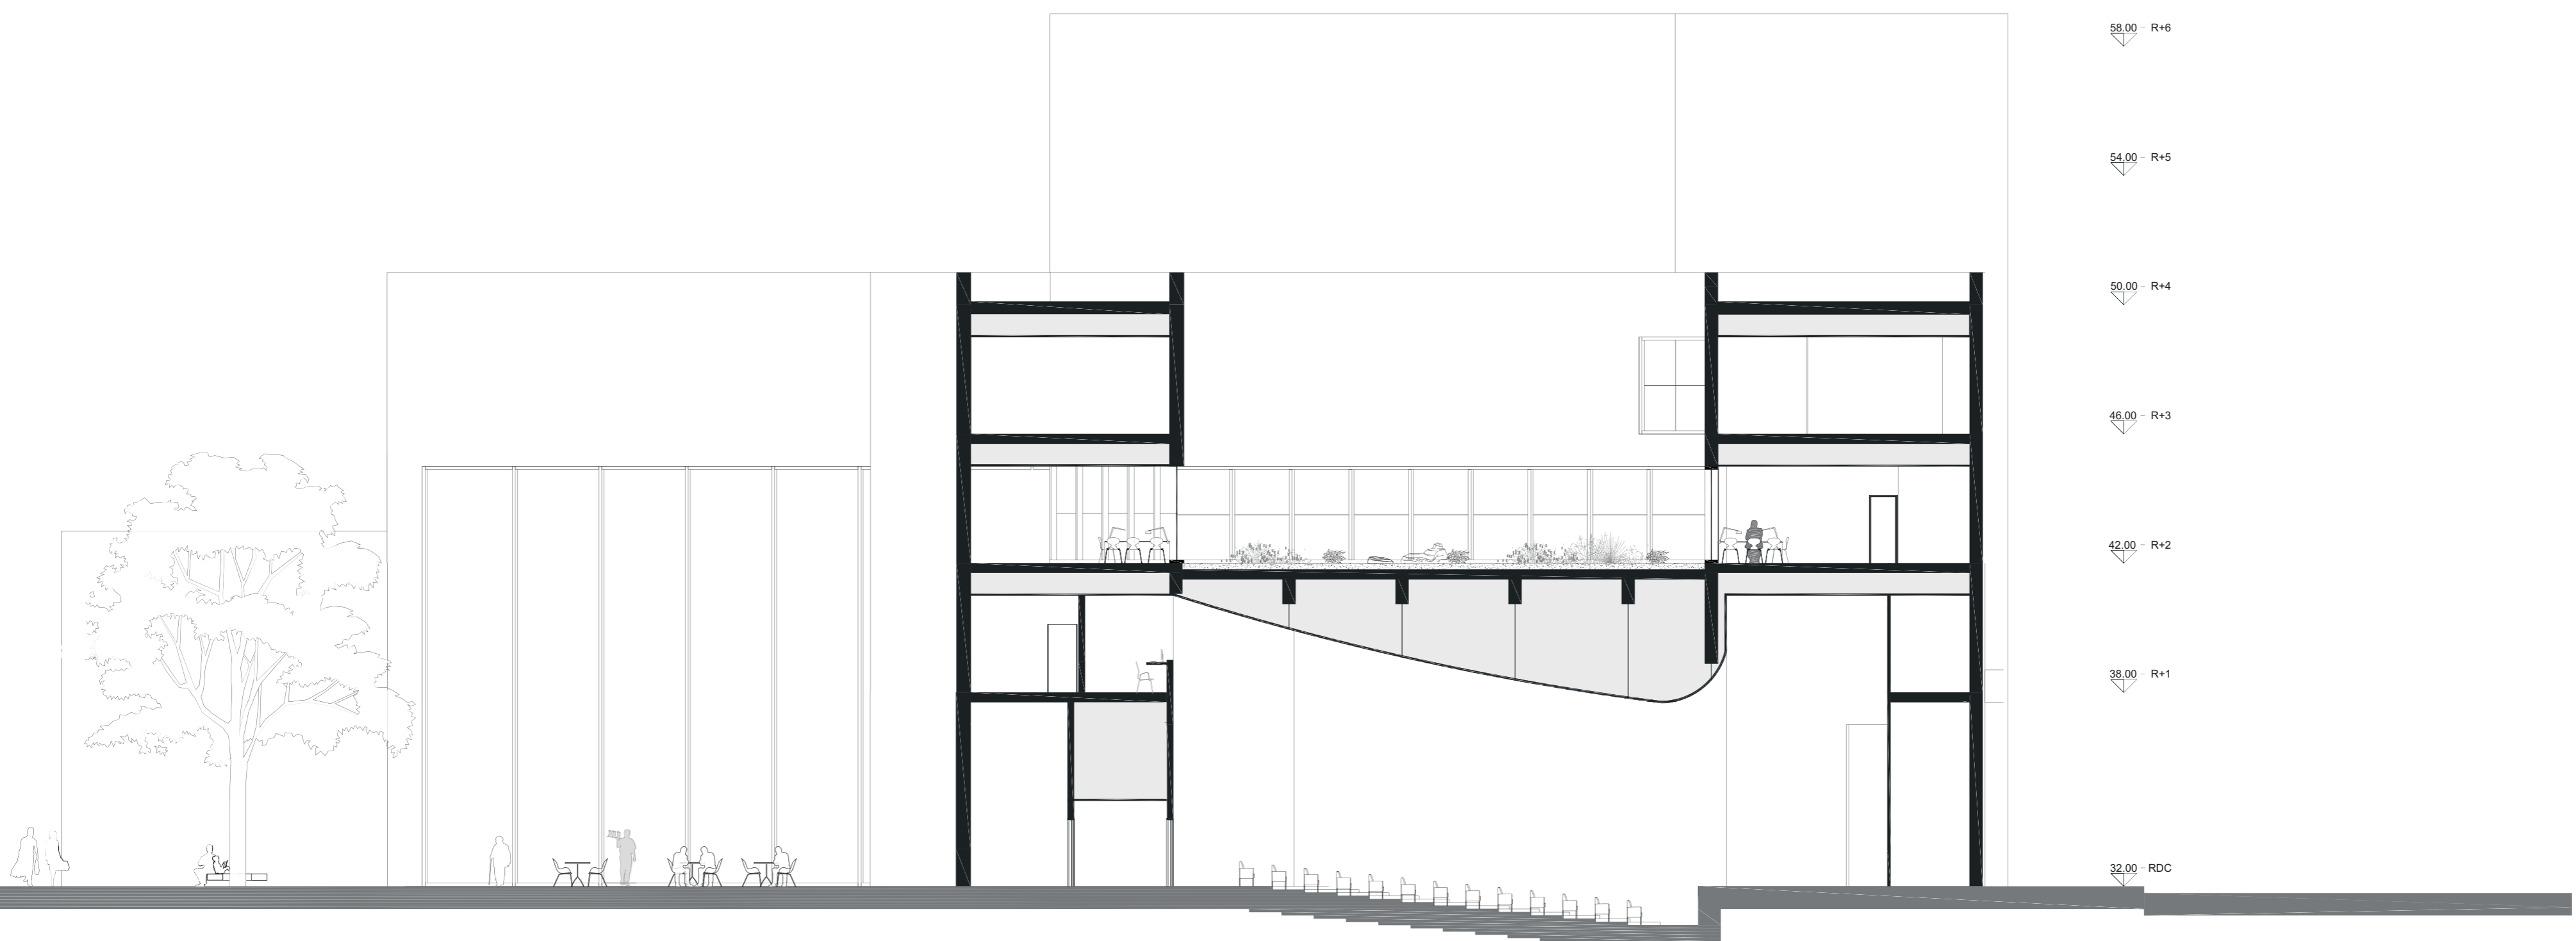 58.00 - R+6
54.00 - R+5
50.00 - R+4
46.00 - R+3
42.00 - R+2
38.00 - R+1
32.00 - RDC